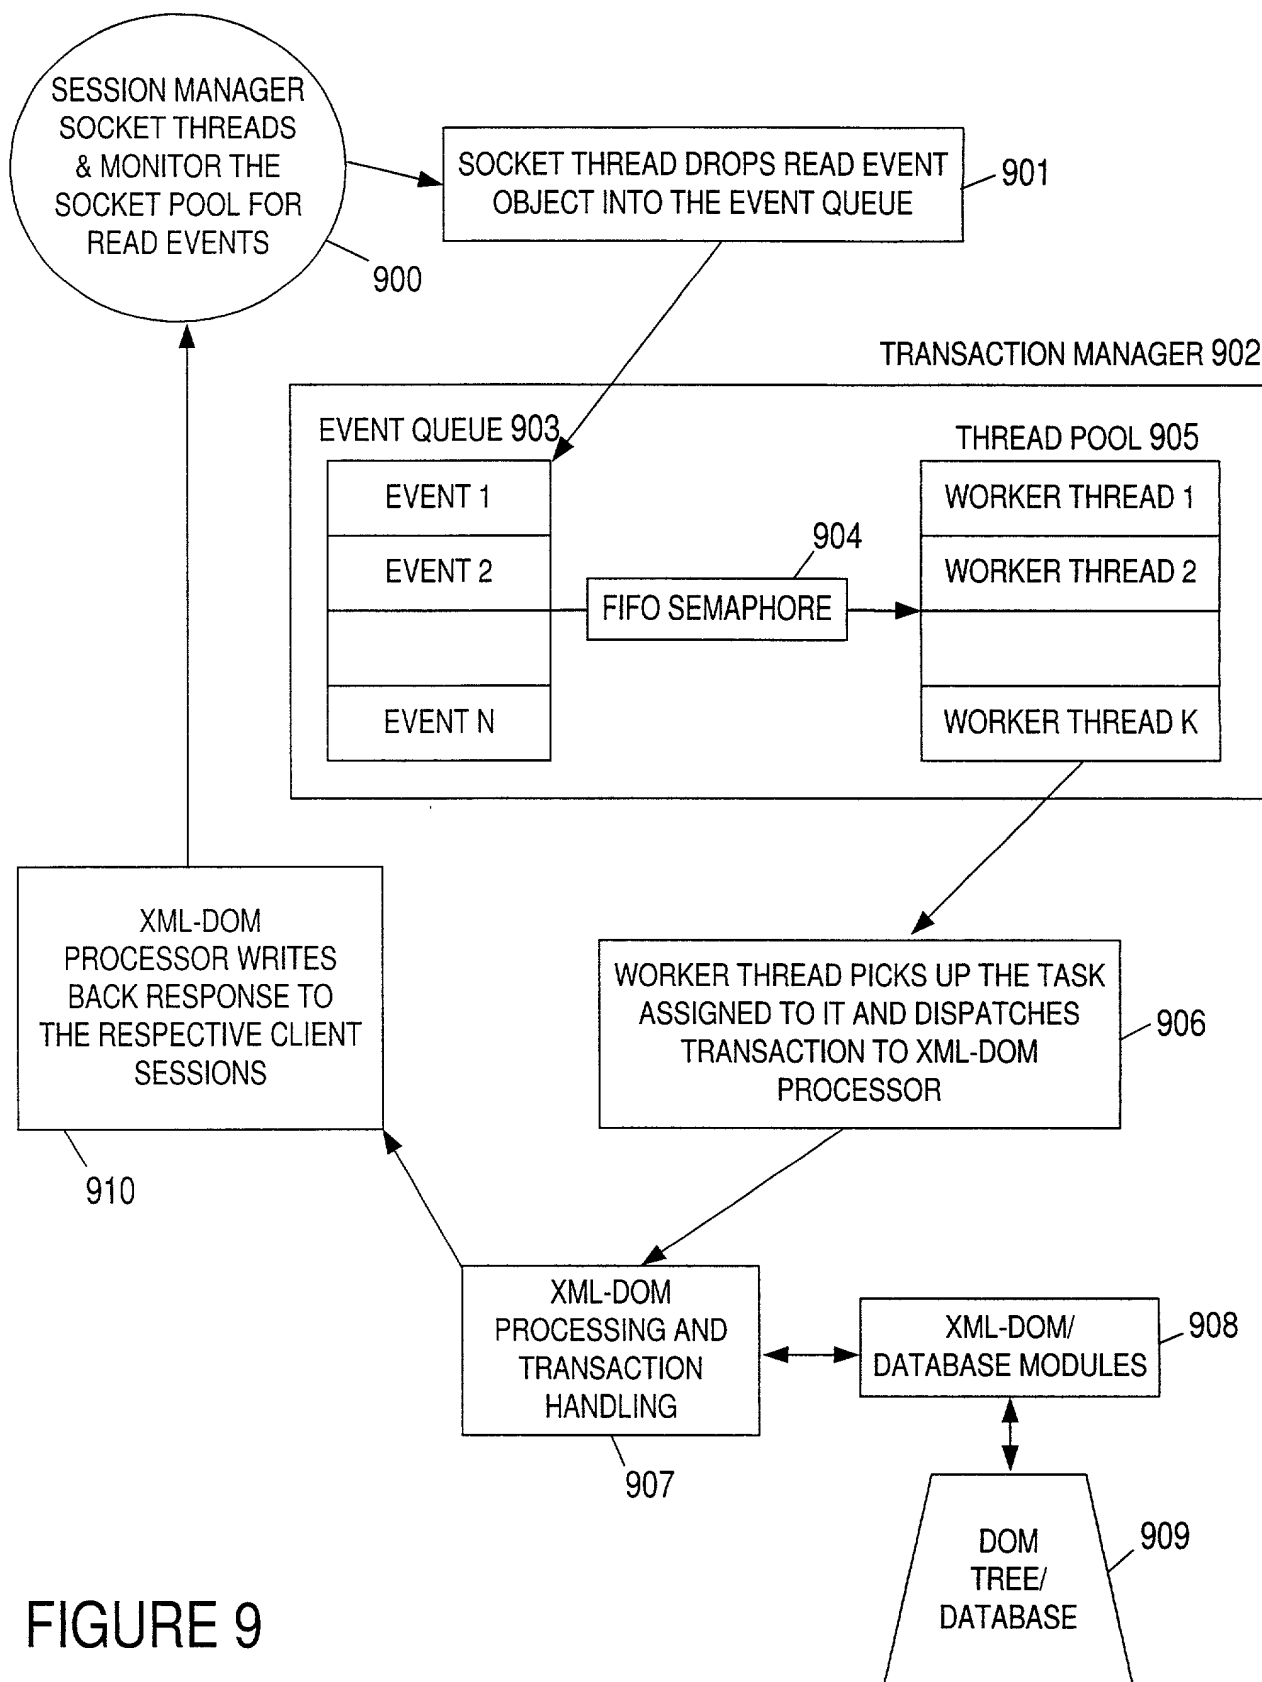 SESSION MANAGER
SOCKET THREADS
& MONITOR THE
SOCKET POOL FOR
READ EVENTS
900
SOCKET THREAD DROPS READ EVENT
OBJECT INTO THE EVENT QUEUE
901
TRANSACTION MANAGER 902
EVENT QUEUE 903
EVENT 1
EVENT 2
EVENT N
904
FIFO SEMAPHORE
THREAD POOL 905
WORKER THREAD 1
WORKER THREAD 2
WORKER THREAD K
WORKER THREAD PICKS UP THE TASK
ASSIGNED TO IT AND DISPATCHES
TRANSACTION TO XML-DOM
PROCESSOR
906
XML-DOM
PROCESSOR WRITES
BACK RESPONSE TO
THE RESPECTIVE CLIENT
SESSIONS
910
XML-DOM
PROCESSING AND
TRANSACTION
HANDLING
907
XML-DOM/
DATABASE MODULES
908
DOM
TREE/
DATABASE
909
FIGURE 9